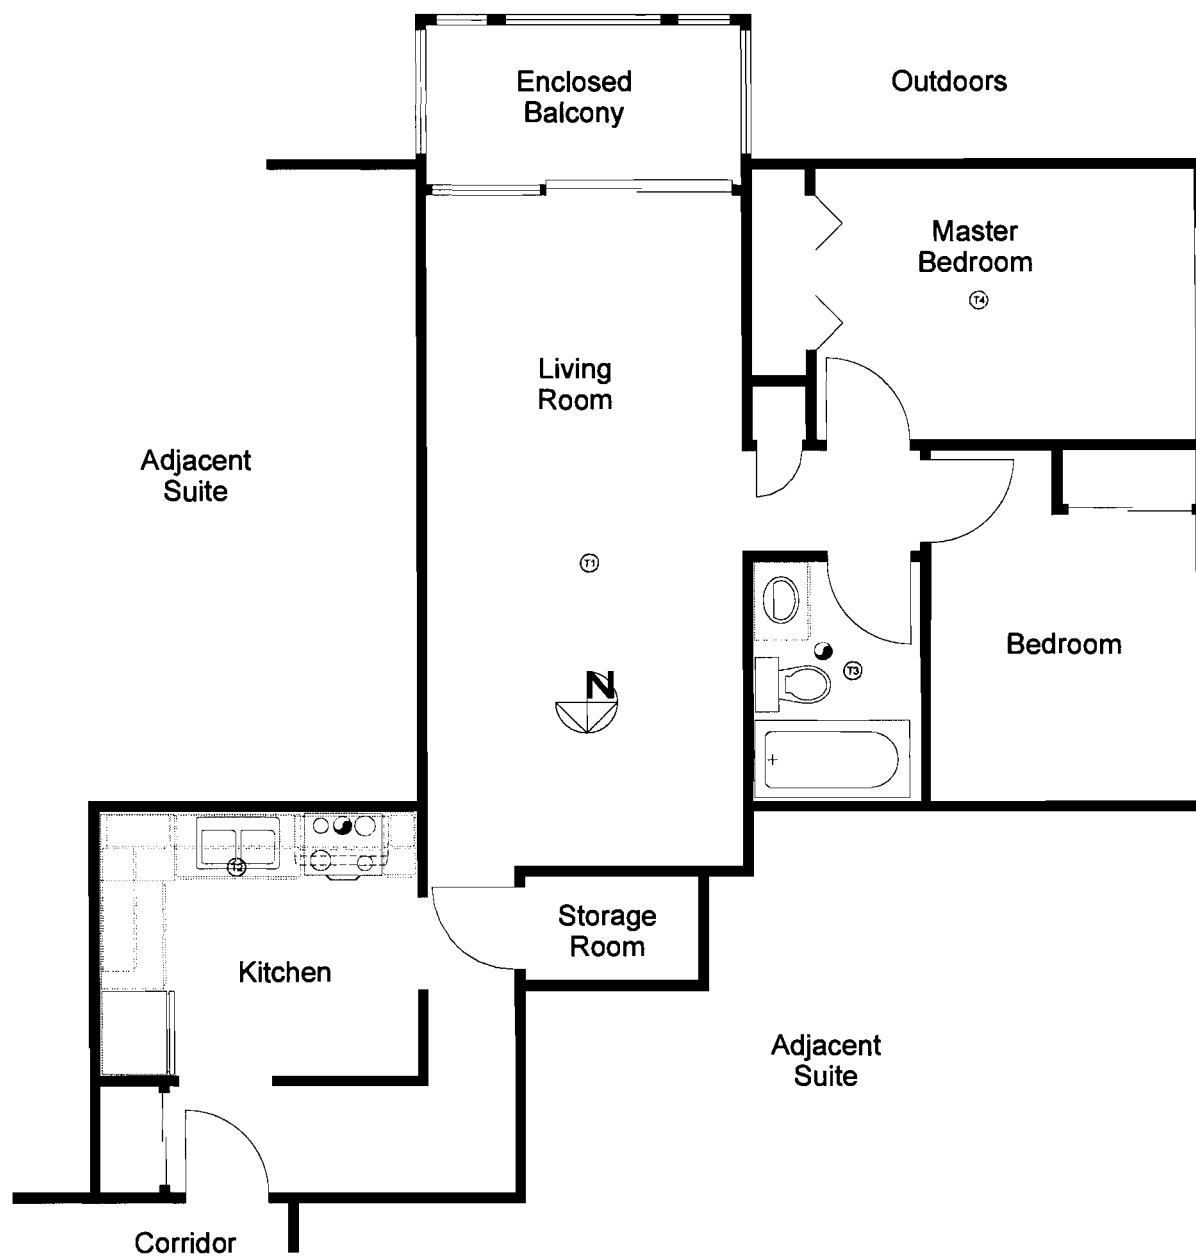 Enclosed
Balcony
Outdoors
Master
Bedroom
T4
Living
Room
Adjacent
Suite
T1
Bedroom
T3
N
T2
Storage
Room
Kitchen
Adjacent
Suite
Corridor